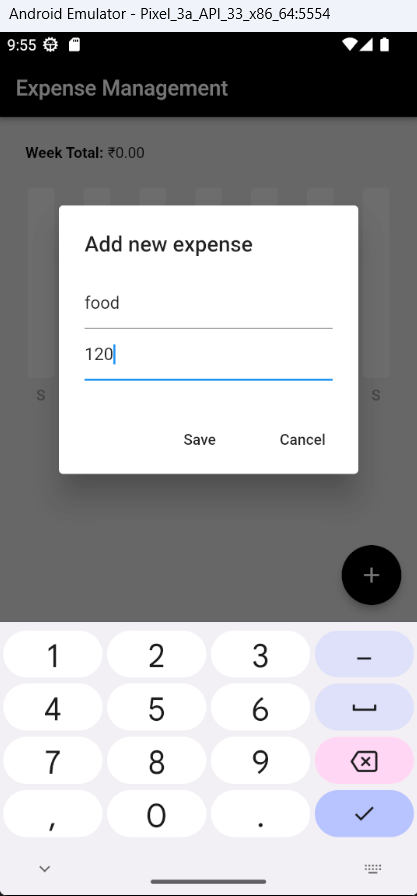 Android Emulator - Pixel_3a_API_33_x86_64:5554
9:55
Expense Management
Week Total: ₹0.00
Add new expense
food
120
S S
Save Cancel
+
1 2 3 –
4 5 6
7 8 9
, 0 .